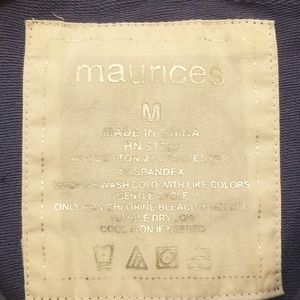 maurices
M
MADE IN CHINA
RN
SPANDEX
MACHINE WASH COLD WITH LIKE COLORS
GENTLE CYCLE
ONLY NON CHLORINE BLEACH IF NEEDED
TUMBLE DRY LOW
COOL IRON IF NEEDED